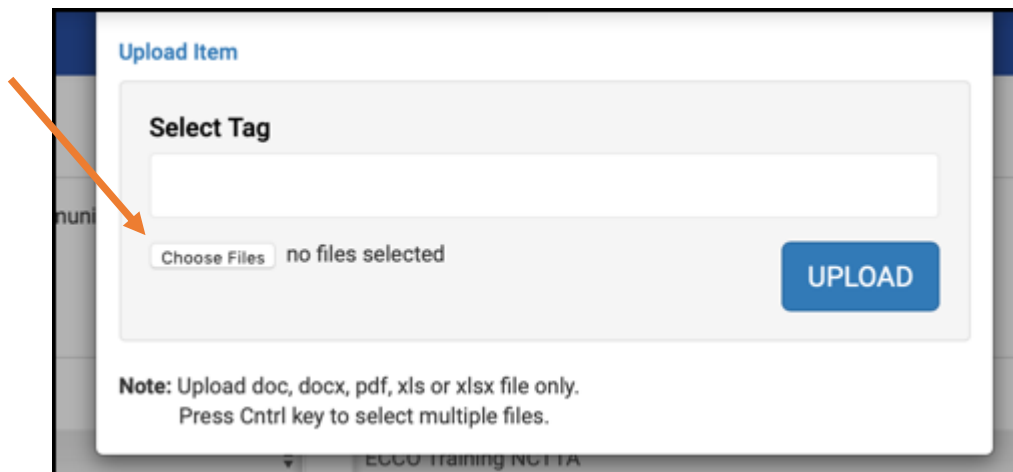 Upload Item
Select Tag
muni
Choose Files no files selected
UPLOAD
Note: Upload doc, docx, pdf, xls or xlsx file only.
Press Cntrl key to select multiple files.
ECCO Training NCTTA